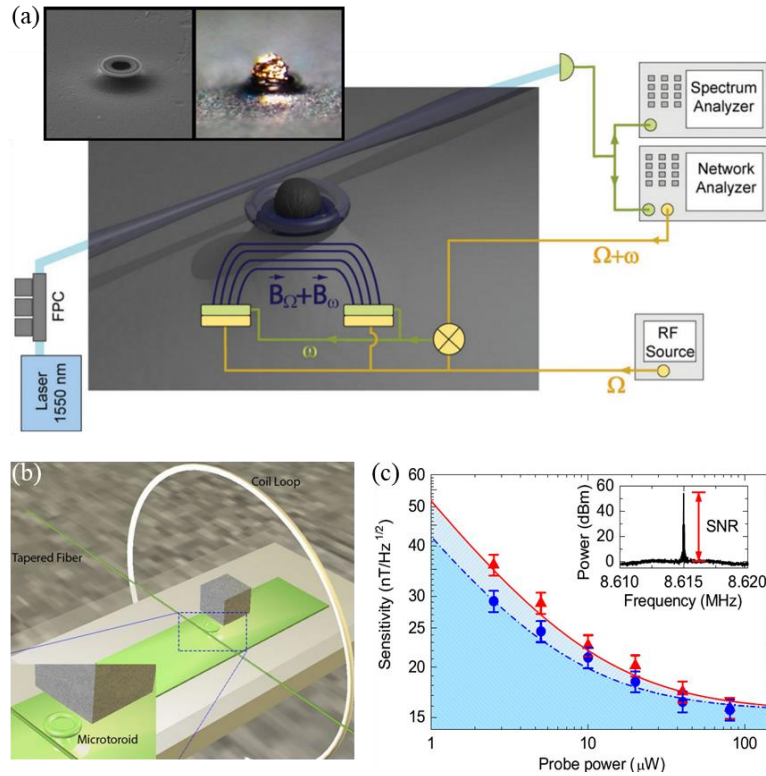 (a)
Spectrum
Analyzer
Network
Analyzer
Ω+ω
B⃗Ω+B⃗ω
FPC
ω
RF
Source
Ω
Laser
1550 nm
(b)
Coil Loop
Tapered Fiber
Microtoroid
(c)
60
50
40
30
20
15
Sensitivity (nT/Hz^1/2)
1
10
100
Probe power (μW)
60
40
20
0
Power (dBm)
SNR
8.610
8.615
8.620
Frequency (MHz)